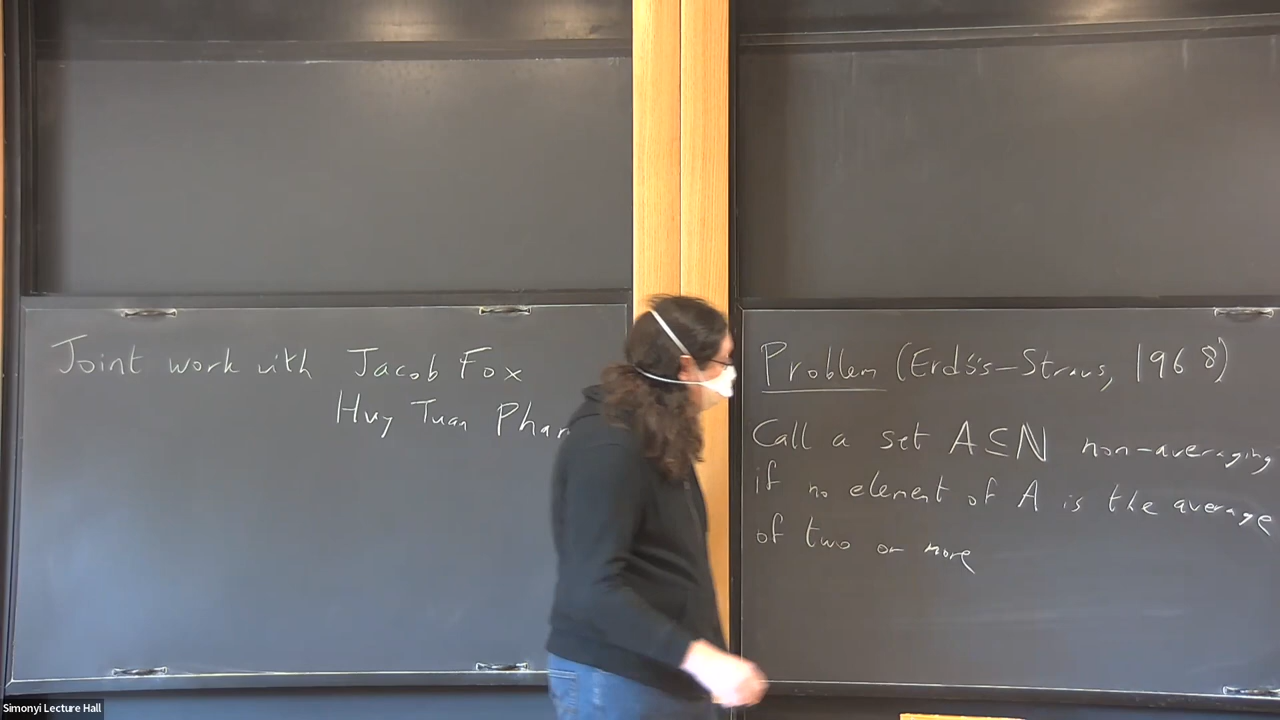 Joint work with Jacob Fox
Huy Tuan Phan
Problem (Erdős-Straus, 1968)
Call a set A⊆ℕ non-averaging
if no element of A is the average
of two or more
Simonyi Lecture Hall